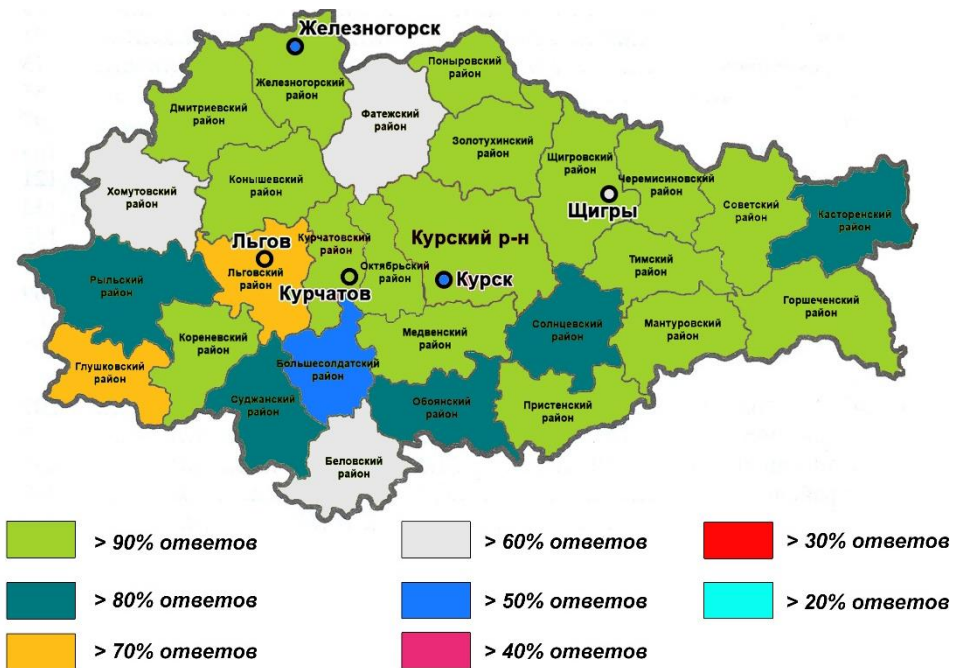 Железногорск
Железногорский
район
Поныровский
район
Дмитриевский
район
Фатежский
район
Золотухинский
район
Щигровский
район
Черемисиновский
район
Щигры
Советский
район
Касторенский
район
Хомутовский
район
Конышевский
район
Льгов
Льговский
район
Курчатовский
район
Курчатов
Октябрьский
район
Курский р-н
Курск
Тимский
район
Рыльский
район
Кореневский
район
Глушковский
район
Суджанский
район
Большесолдатский
район
Медвенский
район
Солнцевский
район
Мантуровский
район
Горшеченский
район
Обоянский
район
Пристенский
район
Беловский
район
> 90% ответов
> 60% ответов
> 30% ответов
> 80% ответов
> 50% ответов
> 20% ответов
> 70% ответов
> 40% ответов